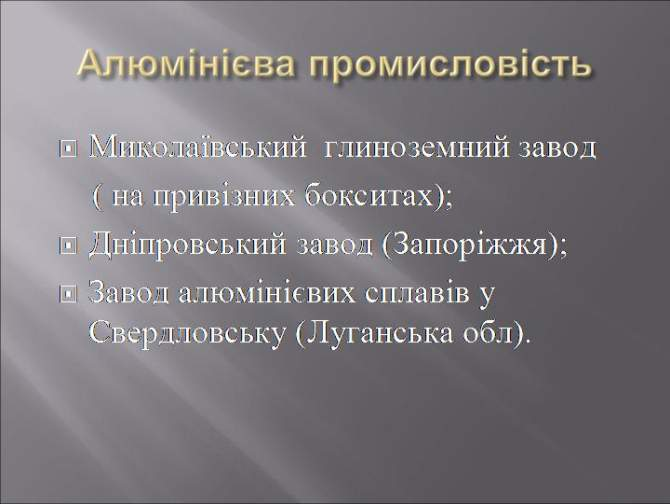 Алюмінієва промисловість
Миколаївський глиноземний завод
( на привізних бокситах);
Дніпровський завод (Запоріжжя);
Завод алюмінієвих сплавів у
Свердловську (Луганська обл).